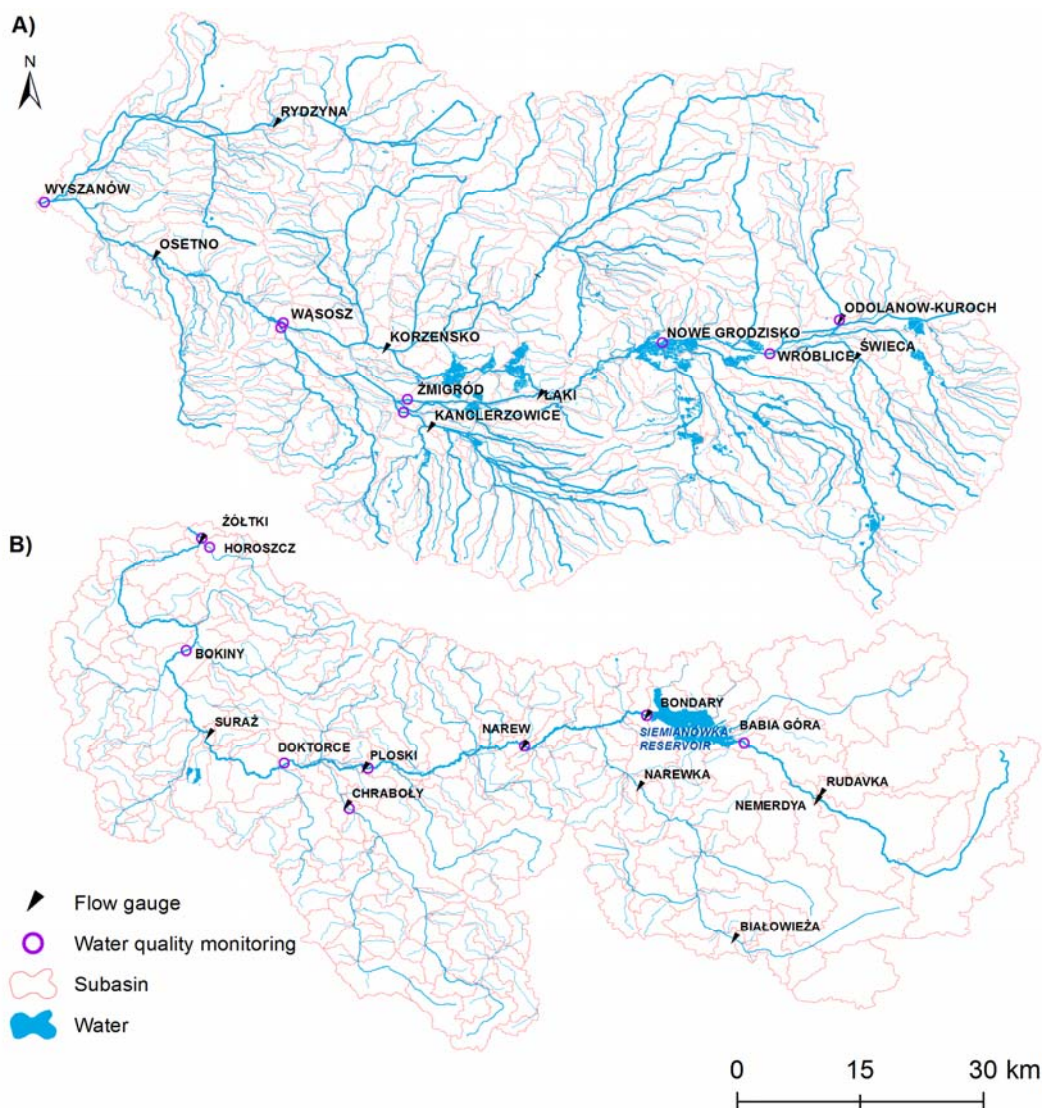 A)
N
RYDZYNA
WYSZANÓW
OSETNO
WĄSOSZ
ODOLANOW-KUROCH
KORZEŃSKO
NOWE GRODZISKO
WRÓBLICE
ŚWIECA
ŻMIGRÓD
ŁĄKI
KANCLERZOWICE
B)
ŻÓŁTKI
HOROSZCZ
BOKINY
BONDARY
SURAŻ
NAREW
BABIA GÓRA
SIEMIANÓWKA
RESERVOIR
DOKTORCE
PLOSKI
NAREWKA
RUDAVKA
CHRABOŁY
NEMERDYA
BIAŁOWIEŻA
Flow gauge
Water quality monitoring
Subasin
Water
0 15 30 km